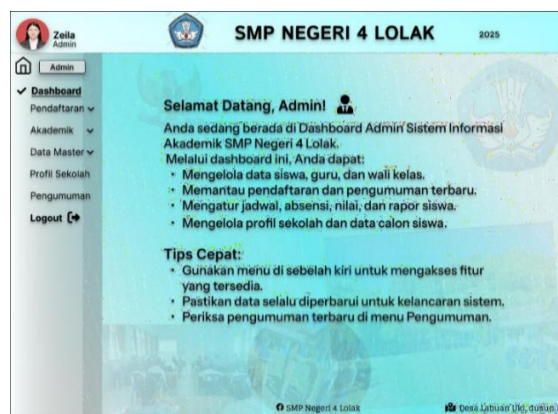 Zeila
Admin
SMP NEGERI 4 LOLAK
2025
Admin
Dashboard
Pendaftaran
Akademik
Data Master
Profil Sekolah
Pengumuman
Logout
Selamat Datang, Admin!
Anda sedang berada di Dashboard Admin Sistem Informasi
Akademik SMP Negeri 4 Lolak.
Melalui dashboard ini, Anda dapat:
• Mengelola data siswa, guru, dan wali kelas.
• Memantau pendaftaran dan pengumuman terbaru.
• Mengatur jadwal, absensi, nilai, dan rapor siswa.
• Mengelola profil sekolah dan data calon siswa.
Tips Cepat:
• Gunakan menu di sebelah kiri untuk mengakses fitur
yang tersedia.
• Pastikan data selalu diperbarui untuk kelancaran sistem.
• Periksa pengumuman terbaru di menu Pengumuman.
SMP Negeri 4 Lolak
Desa Labuan Uki, dusun